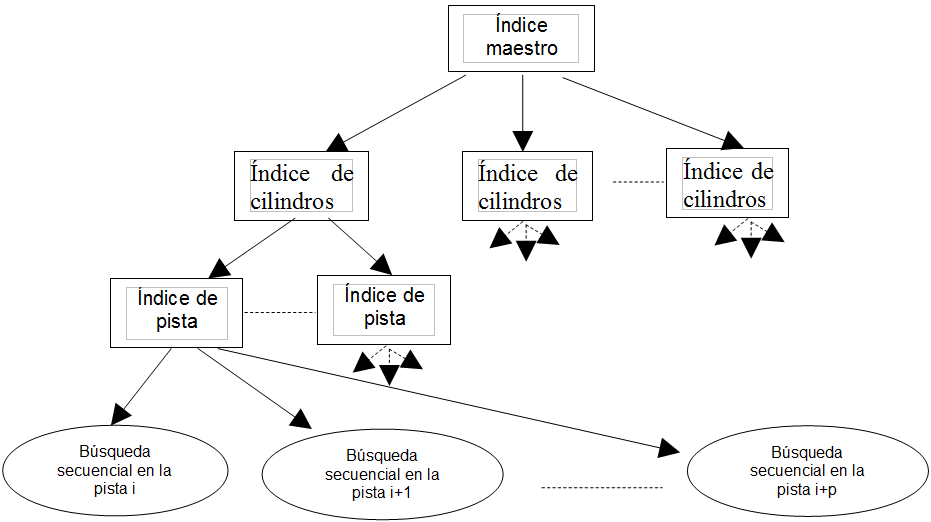 Índice
maestro
Índice de
cilindros
Índice de
cilindros
Índice de
cilindros
Índice de
pista
Índice de
pista
Búsqueda
secuencial en la
pista i
Búsqueda
secuencial en la
pista i+1
Búsqueda
secuencial en la
pista i+p